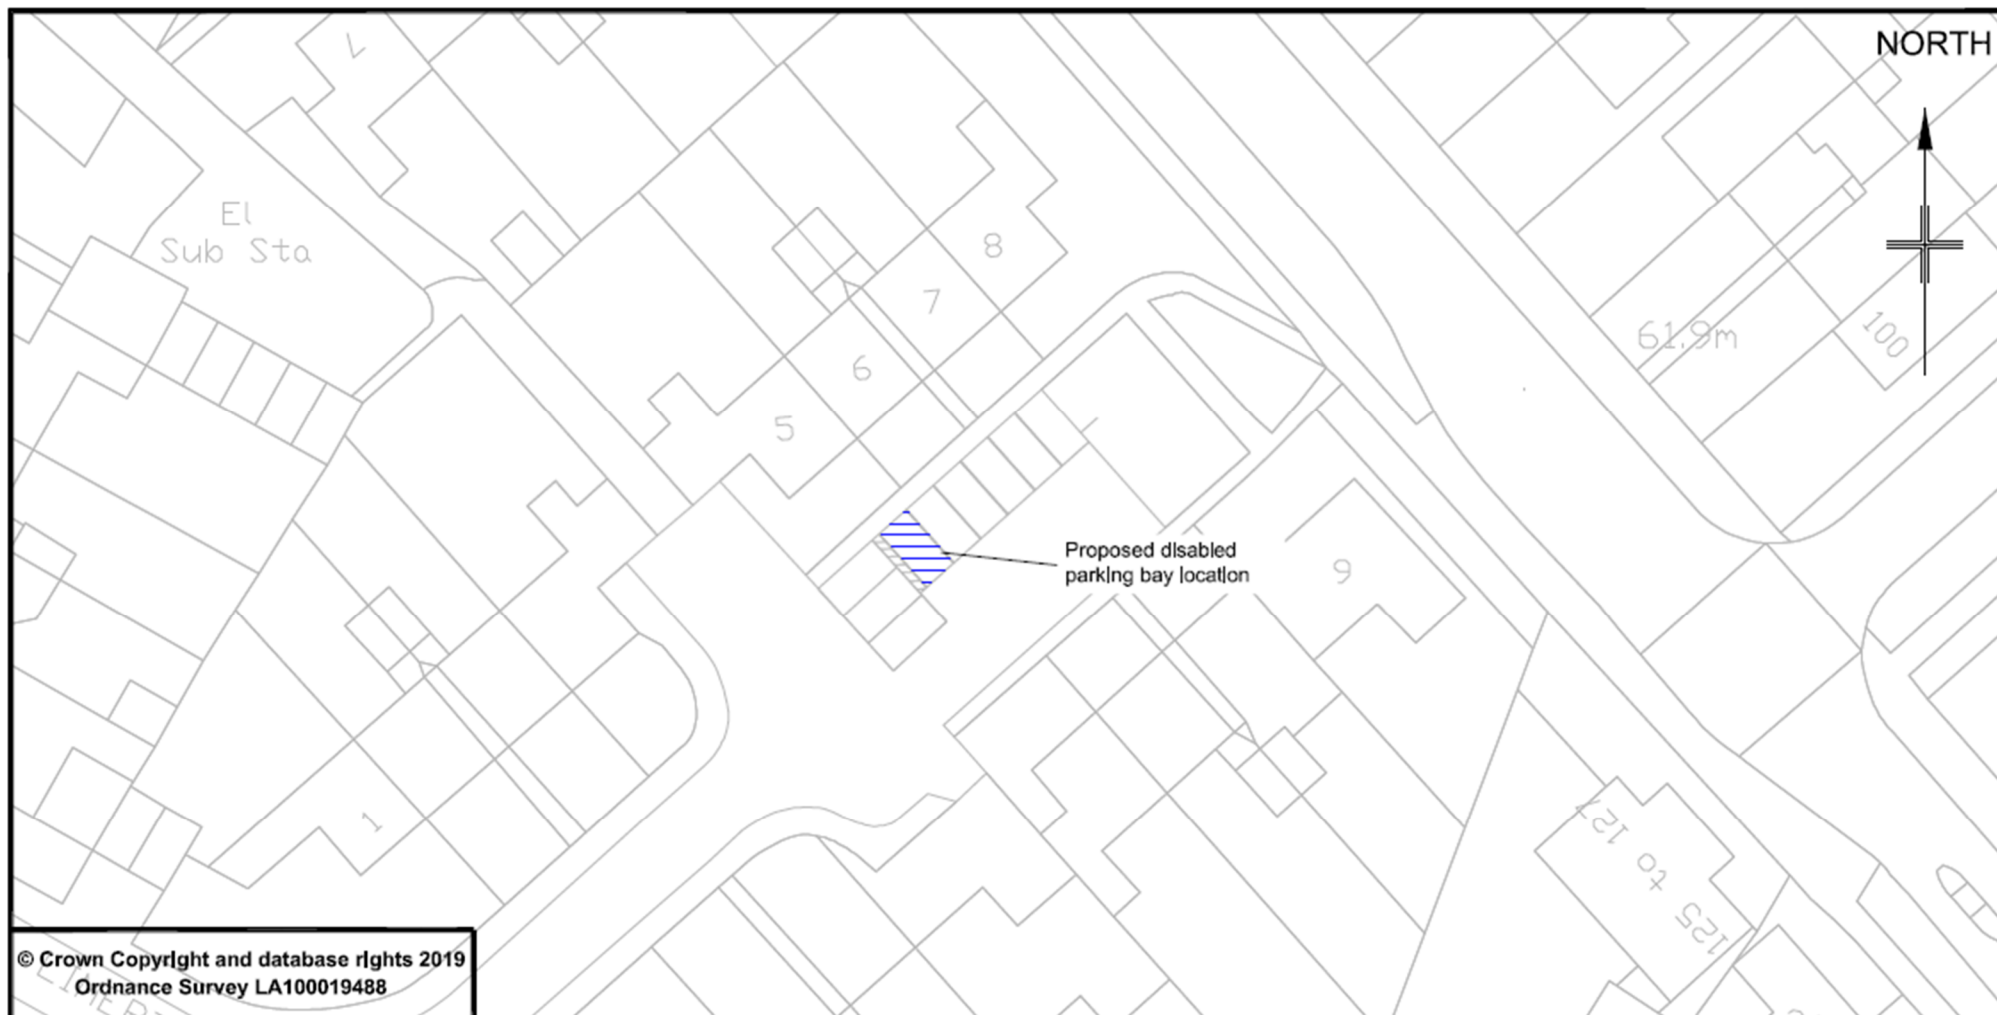 NORTH
7
El
Sub Sta
8
7
6
5
61.9m
100
Proposed disabled
parking bay location
9
1
125 to 127
© Crown Copyright and database rights 2019
Ordnance Survey LA100019488